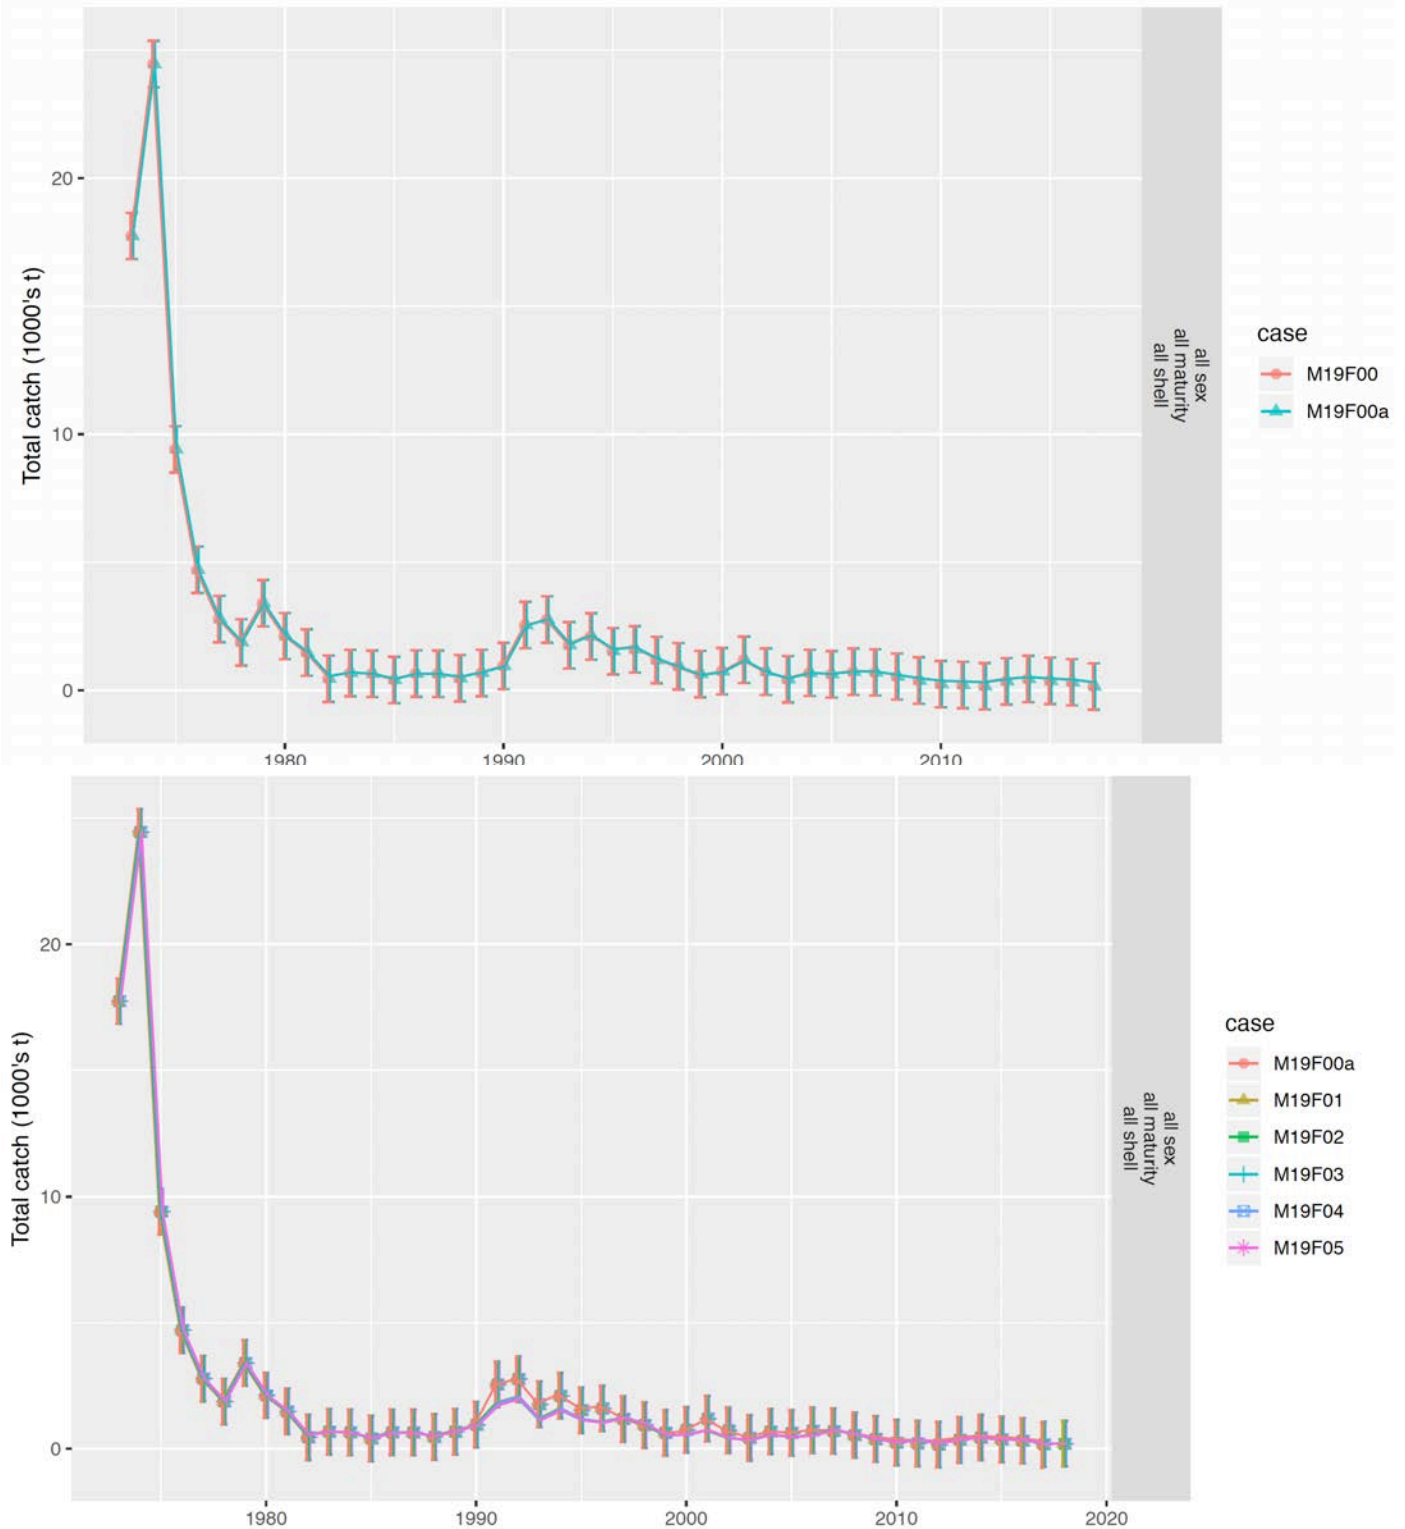 Total catch (1000's t)
20
10
0
1980
1990
2000
2010
all sex
all maturity
all shell
case
M19F00
M19F00a
Total catch (1000's t)
20
10
0
1980
1990
2000
2010
2020
all sex
all maturity
all shell
case
M19F00a
M19F01
M19F02
M19F03
M19F04
M19F05